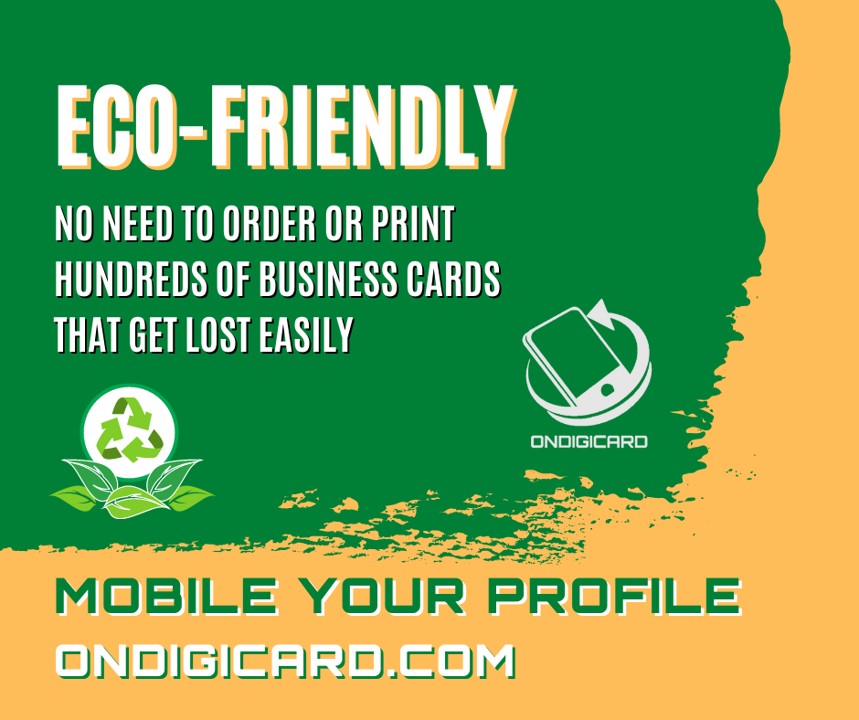 ECO-FRIENDLY
NO NEED TO ORDER OR PRINT
HUNDREDS OF BUSINESS CARDS
THAT GET LOST EASILY
ONDIGICARD
MOBILE YOUR PROFILE
ONDIGICARD.COM